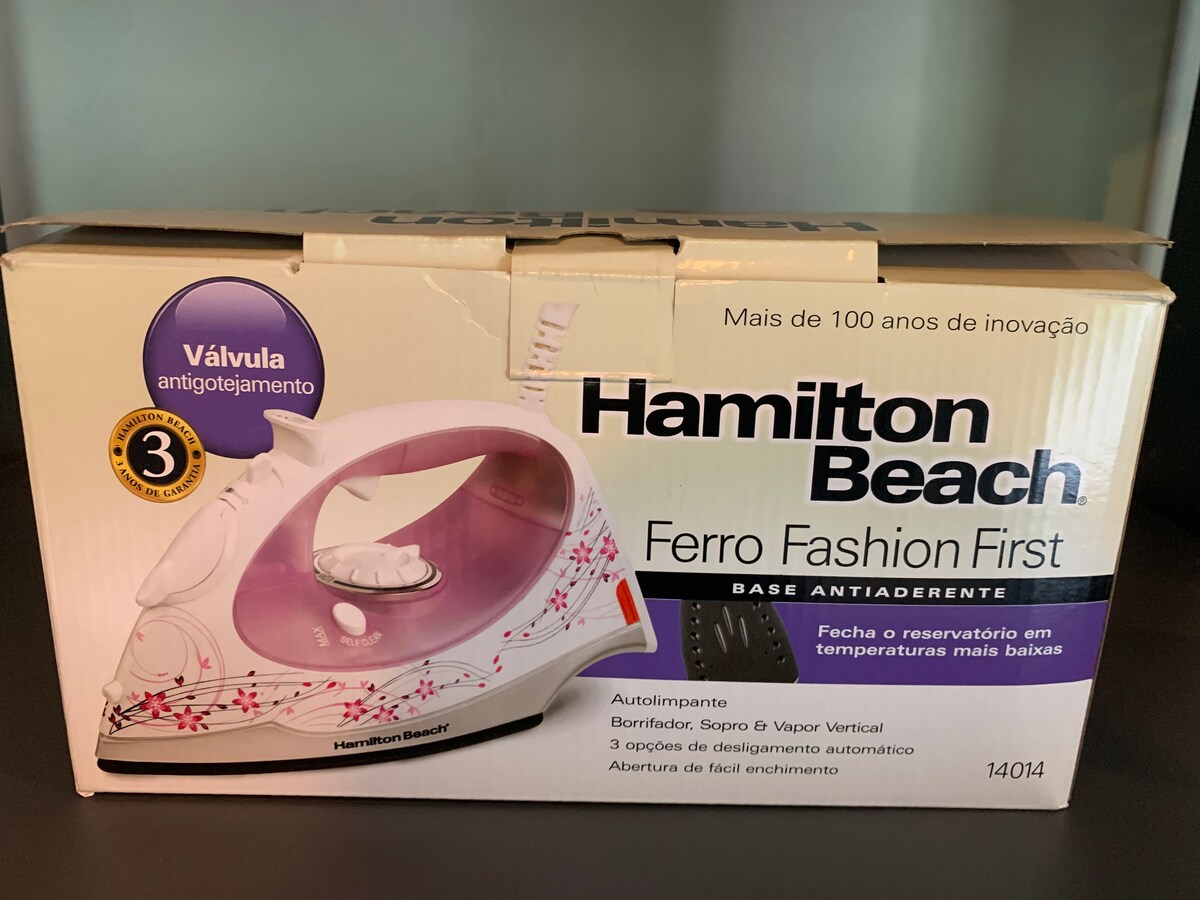 Hamilton
Válvula
antigotejamento
HAMILTON BEACH
3
3 ANOS DE GARANTIA
Mais de 100 anos de inovação
Hamilton
Beach®
Ferro Fashion First
BASE ANTIADERENTE
Fecha o reservatório em
temperaturas mais baixas
MAX
SELF CLEAN
Hamilton Beach®
Autolimpante
Borrifador, Sopro & Vapor Vertical
3 opções de desligamento automático
Abertura de fácil enchimento
14014